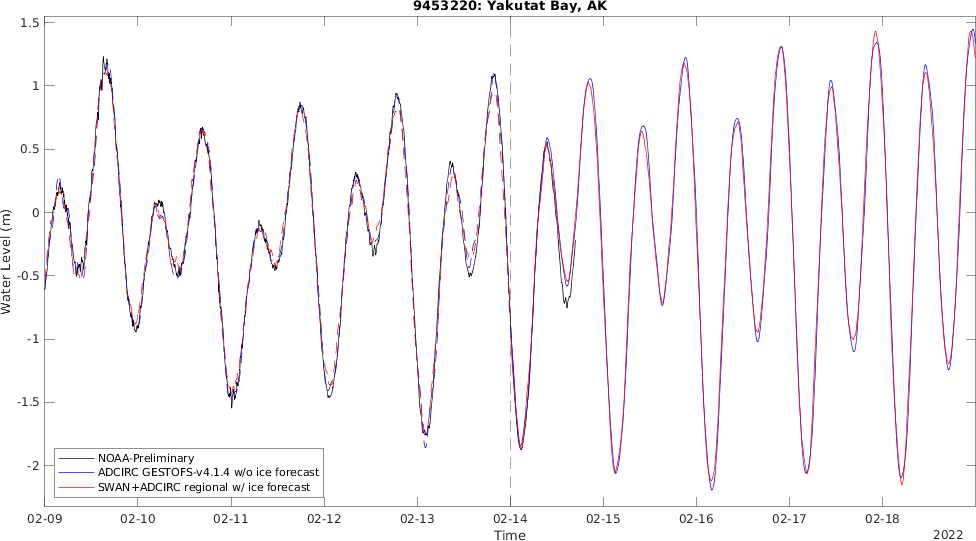 9453220: Yakutat Bay, AK
Water Level (m)
1.5
1
0.5
0
-0.5
-1
-1.5
-2
NOAA-Preliminary
ADCIRC GESTOFS-v4.1.4 w/o ice forecast
SWAN+ADCIRC regional w/ ice forecast
02-09 02-10 02-11 02-12 02-13 02-14 02-15 02-16 02-17 02-18
Time
2022